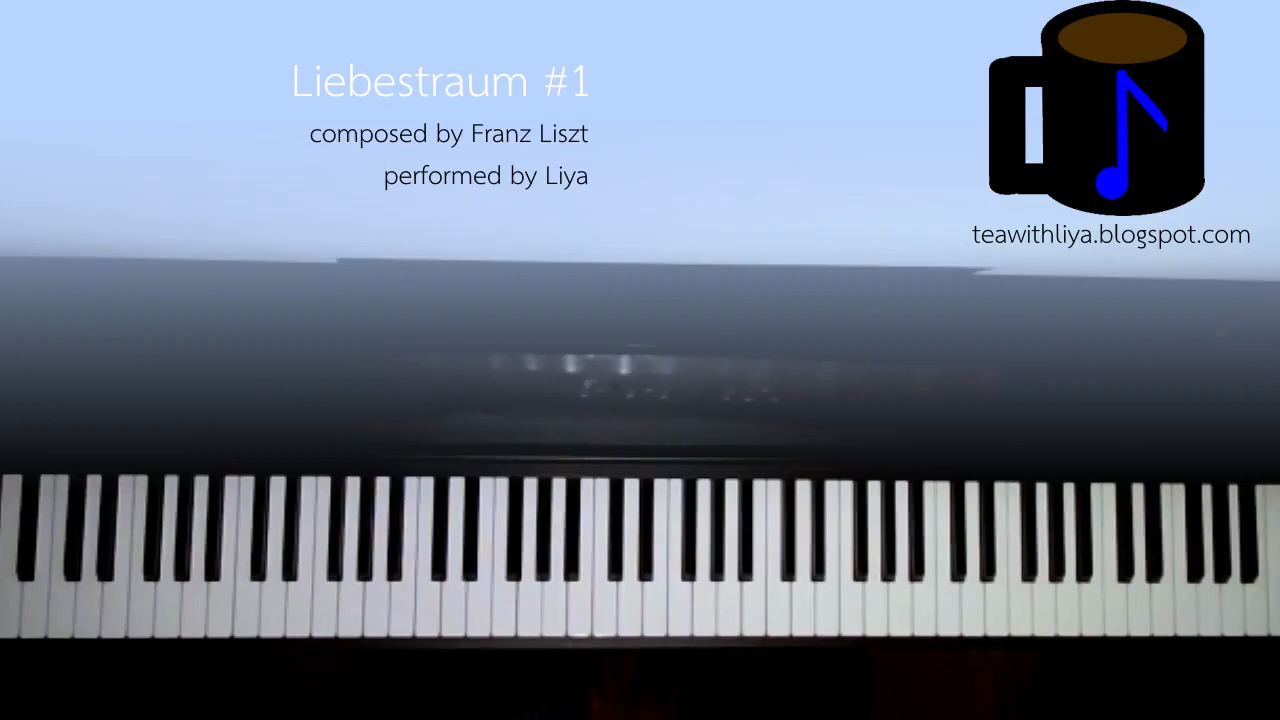 Liebestraum #1
composed by Franz Liszt
performed by Liya
teawithliya.blogspot.com